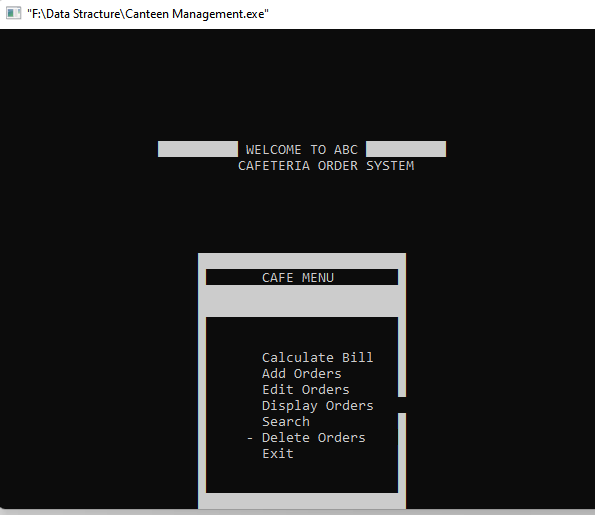 "F:\Data Stracture\Canteen Management.exe"
WELCOME TO ABC
CAFETERIA ORDER SYSTEM
CAFE MENU
Calculate Bill
Add Orders
Edit Orders
Display Orders
Search
- Delete Orders
Exit